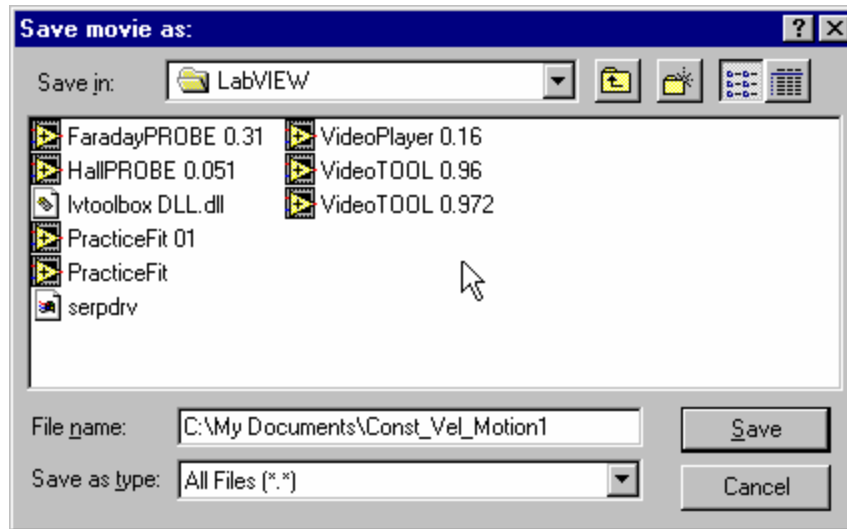 Save movie as:
Save in: LabVIEW
FaradayPROBE 0.31
HallPROBE 0.051
lvtoolbox DLL.dll
PracticeFit 01
PracticeFit
serpdrv
VideoPlayer 0.16
VideoTOOL 0.96
VideoTOOL 0.972
File name: C:\My Documents\Const_Vel_Motion1
Save
Save as type: All Files (*.*)
Cancel